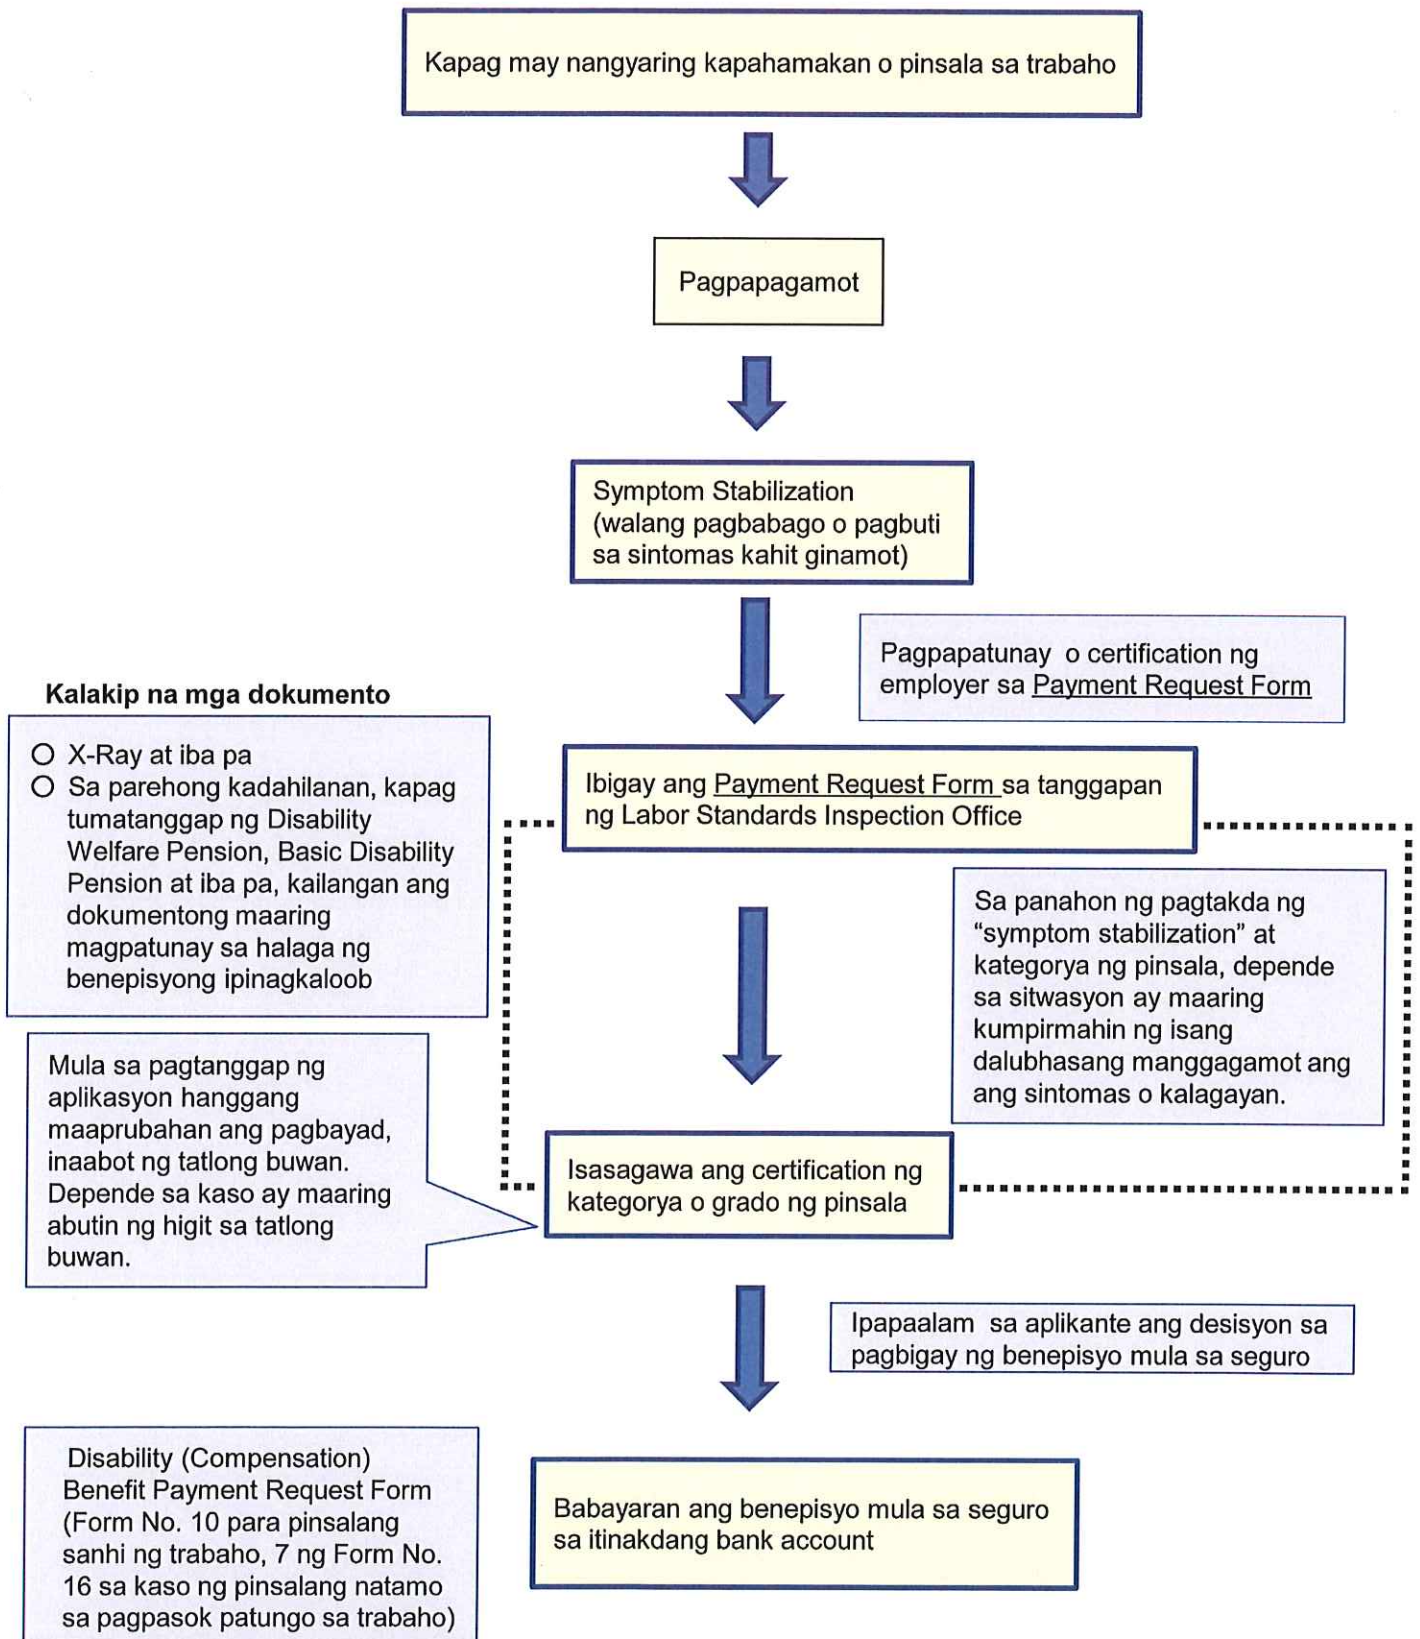 Kapag may nangyaring kapahamakan o pinsala sa trabaho
Pagpapagamot
Symptom Stabilization
(walang pagbabago o pagbuti
sa sintomas kahit ginamot)
Pagpapatunay o certification ng
employer sa Payment Request Form
Kalakip na mga dokumento
○ X-Ray at iba pa
○ Sa parehong kadahilanan, kapag
tumatanggap ng Disability
Welfare Pension, Basic Disability
Pension at iba pa, kailangan ang
dokumentong maaring
magpatunay sa halaga ng
benepisyong ipinagkaloob
Ibigay ang Payment Request Form sa tanggapan
ng Labor Standards Inspection Office
Sa panahon ng pagtakda ng
“symptom stabilization” at
kategorya ng pinsala, depende
sa sitwasyon ay maaring
kumpirmahin ng isang
dalubhasang manggagamot ang
ang sintomas o kalagayan.
Mula sa pagtanggap ng
aplikasyon hanggang
maaprubahan ang pagbayad,
inaabot ng tatlong buwan.
Depende sa kaso ay maaring
abutin ng higit sa tatlong
buwan.
Isasagawa ang certification ng
kategorya o grado ng pinsala
Ipapaalam sa aplikante ang desisyon sa
pagbigay ng benepisyo mula sa seguro
Disability (Compensation)
Benefit Payment Request Form
(Form No. 10 para pinsalang
sanhi ng trabaho, 7 ng Form No.
16 sa kaso ng pinsalang natamo
sa pagpasok patungo sa trabaho)
Babayaran ang benepisyo mula sa seguro
sa itinakdang bank account